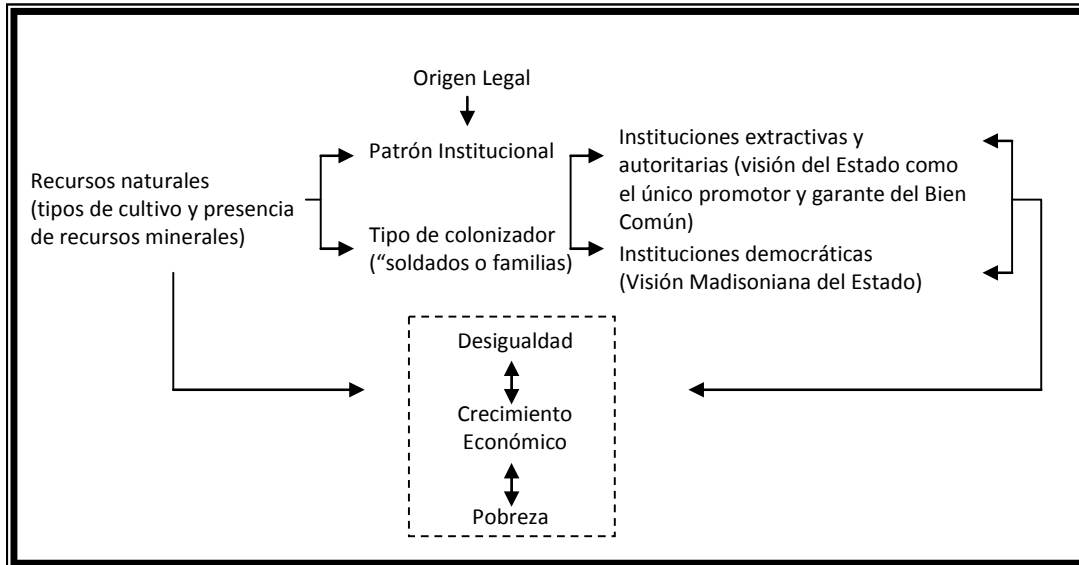 Origen Legal
Patrón Institucional
Recursos naturales
(tipos de cultivo y presencia
de recursos minerales)
Tipo de colonizador
(“soldados o familias)
Instituciones extractivas y
autoritarias (visión del Estado como
el único promotor y garante del Bien
Común)
Instituciones democráticas
(Visión Madisoniana del Estado)
Desigualdad
Crecimiento
Económico
Pobreza